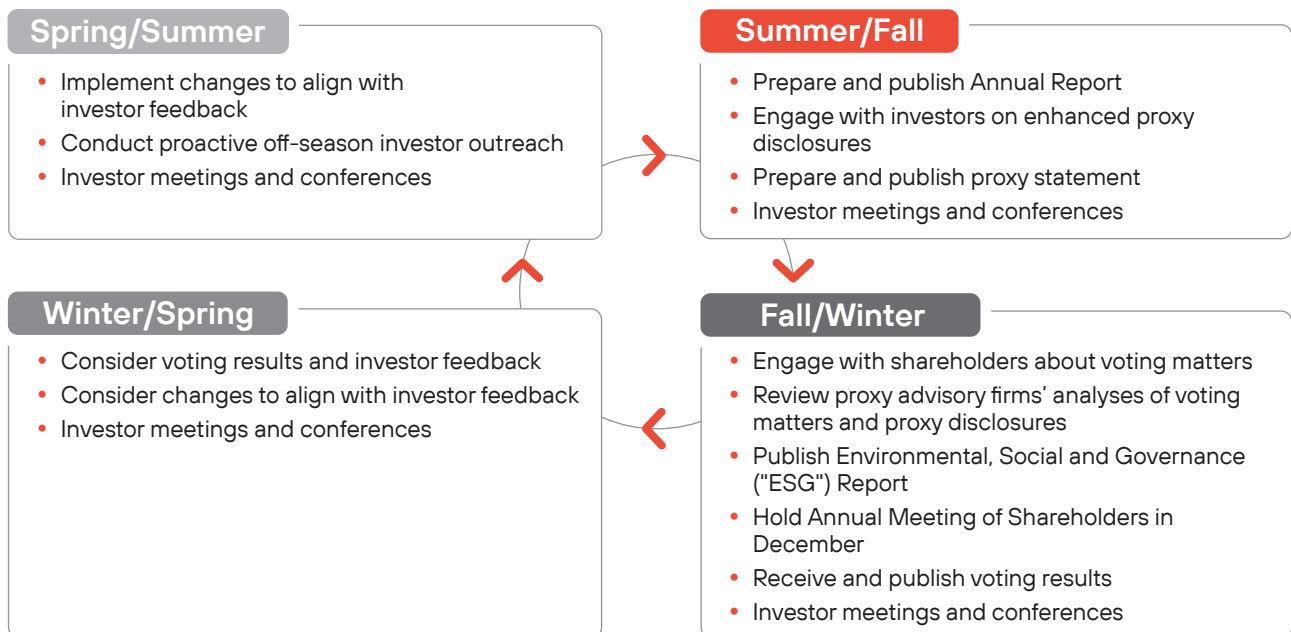 Spring/Summer
• Implement changes to align with
investor feedback
• Conduct proactive off-season investor outreach
• Investor meetings and conferences
Summer/Fall
• Prepare and publish Annual Report
• Engage with investors on enhanced proxy
disclosures
• Prepare and publish proxy statement
• Investor meetings and conferences
Winter/Spring
• Consider voting results and investor feedback
• Consider changes to align with investor feedback
• Investor meetings and conferences
Fall/Winter
• Engage with shareholders about voting matters
• Review proxy advisory firms’ analyses of voting
matters and proxy disclosures
• Publish Environmental, Social and Governance
("ESG") Report
• Hold Annual Meeting of Shareholders in
December
• Receive and publish voting results
• Investor meetings and conferences